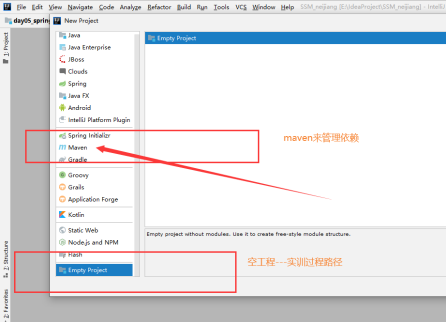 File Edit View Navigate Code Analyze Refactor Build Run Tools VCS Window Help SSM_neijiang [E:\IdeaProject\SSM_neijiang] - IntelliJ
day05_spring New Project
1: Project
Java
Java Enterprise
JBoss
Clouds
Spring
Java FX
Android
IntelliJ Platform Plugin
Spring Initializr
Maven
Gradle
Groovy
Grails
Application Forge
Kotlin
Static Web
Node.js and NPM
Flash
Empty Project
Empty Project
maven来管理依赖
Empty project without modules. Use it to create free-style module structure.
空工程---实训过程路径
Z: Structure
2: Favorites